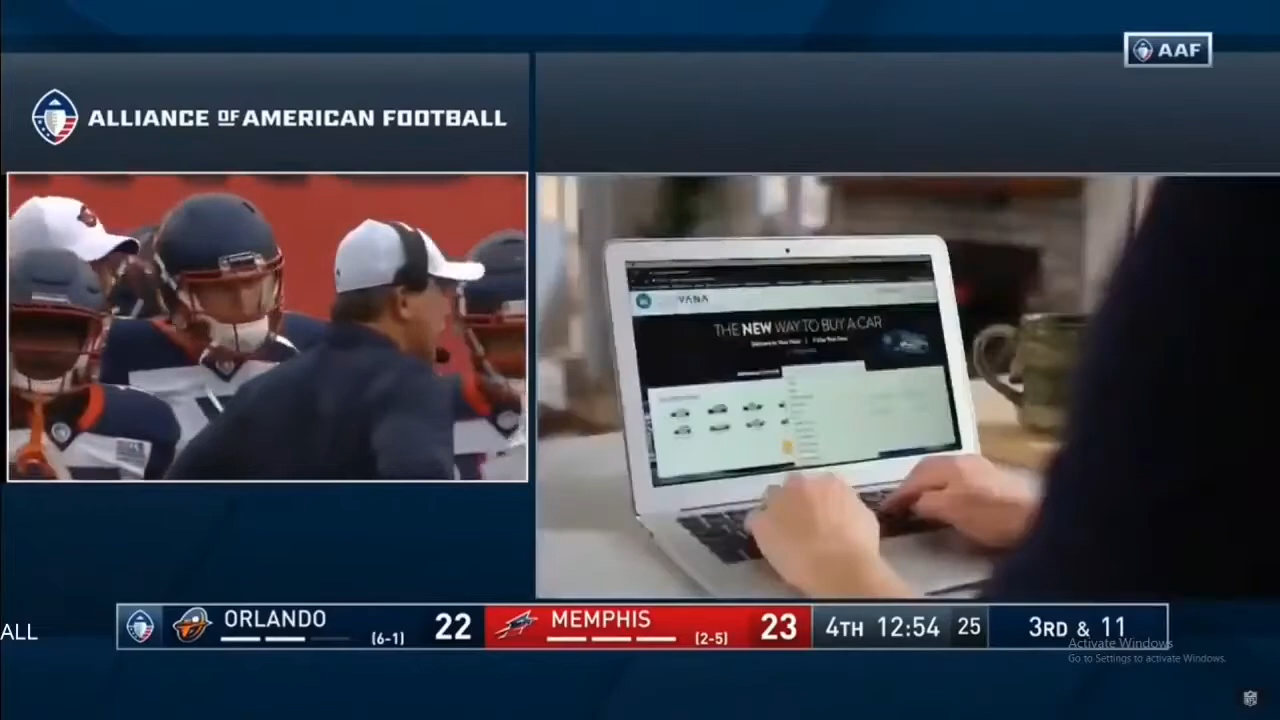 AAF
ALLIANCE OF AMERICAN FOOTBALL
VANA
THE NEW WAY TO BUY A CAR
ORLANDO (6-1) 22 MEMPHIS (2-5) 23 4TH 12:54 25 3RD & 11
ALL
Activate Windows
Go to Settings to activate Windows.